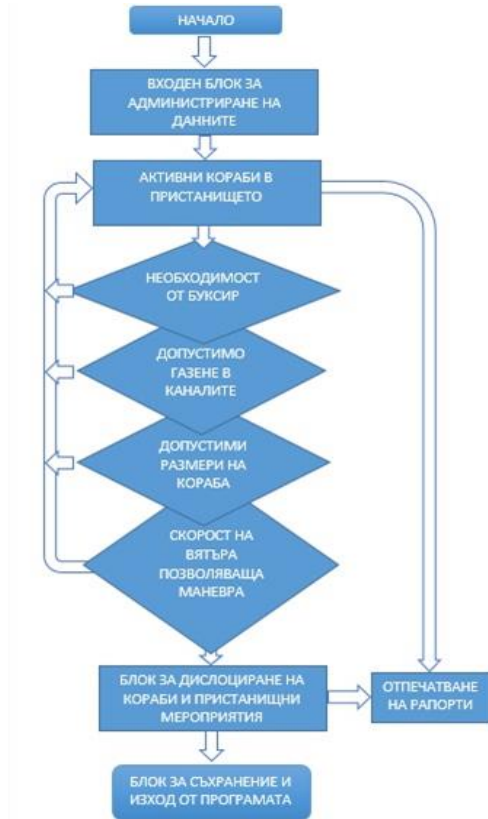 НАЧАЛО
ВХОДЕН БЛОК ЗА
АДМИНИСТРИРАНЕ НА
ДАННИТЕ
АКТИВНИ КОРАБИ В
ПРИСТАНИЩЕТО
НЕОБХОДИМОСТ
ОТ БУКСИР
ДОПУСТИМО
ГАЗЕНЕ В
КАНАЛИТЕ
ДОПУСТИМИ
РАЗМЕРИ НА
КОРАБА
СКОРОСТ НА
ВЯТЪРА
ПОЗВОЛЯВАЩА
МАНЕВРА
БЛОК ЗА ДИСЛОЦИРАНЕ НА
КОРАБИ И ПРИСТАНИЩНИ
МЕРОПРИЯТИЯ
ОТПЕЧАТВАНЕ
НА РАПОРТИ
БЛОК ЗА СЪХРАНЕНИЕ И
ИЗХОД ОТ ПРОГРАМАТА